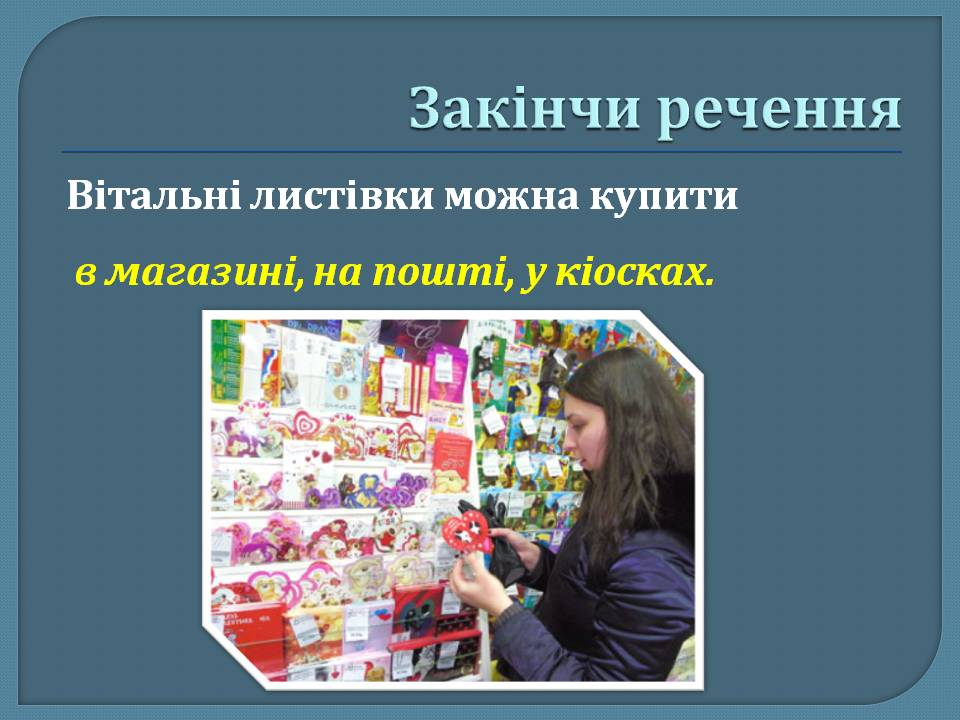 Закінчи речення
Вітальні листівки можна купити
в магазині, на пошті, у кіосках.